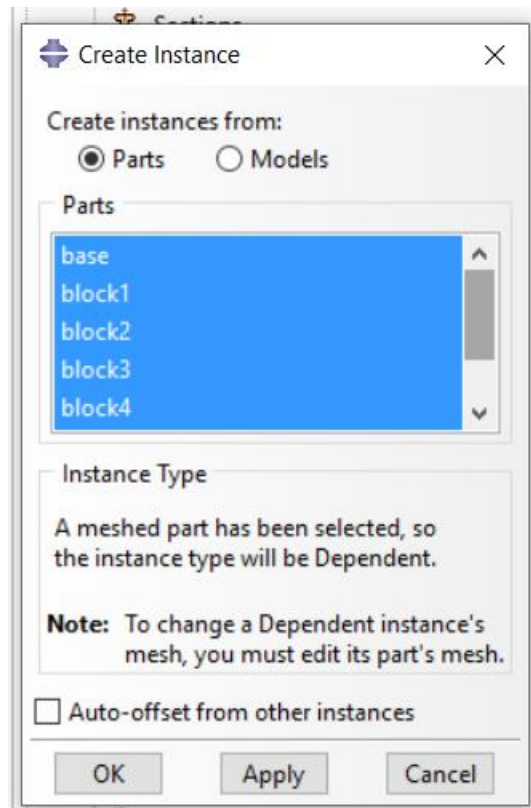 Sections
Create Instance
Create instances from:
Parts Models
Parts
base
block1
block2
block3
block4
Instance Type
A meshed part has been selected, so
the instance type will be Dependent.
Note: To change a Dependent instance's
mesh, you must edit its part's mesh.
Auto-offset from other instances
OK Apply Cancel